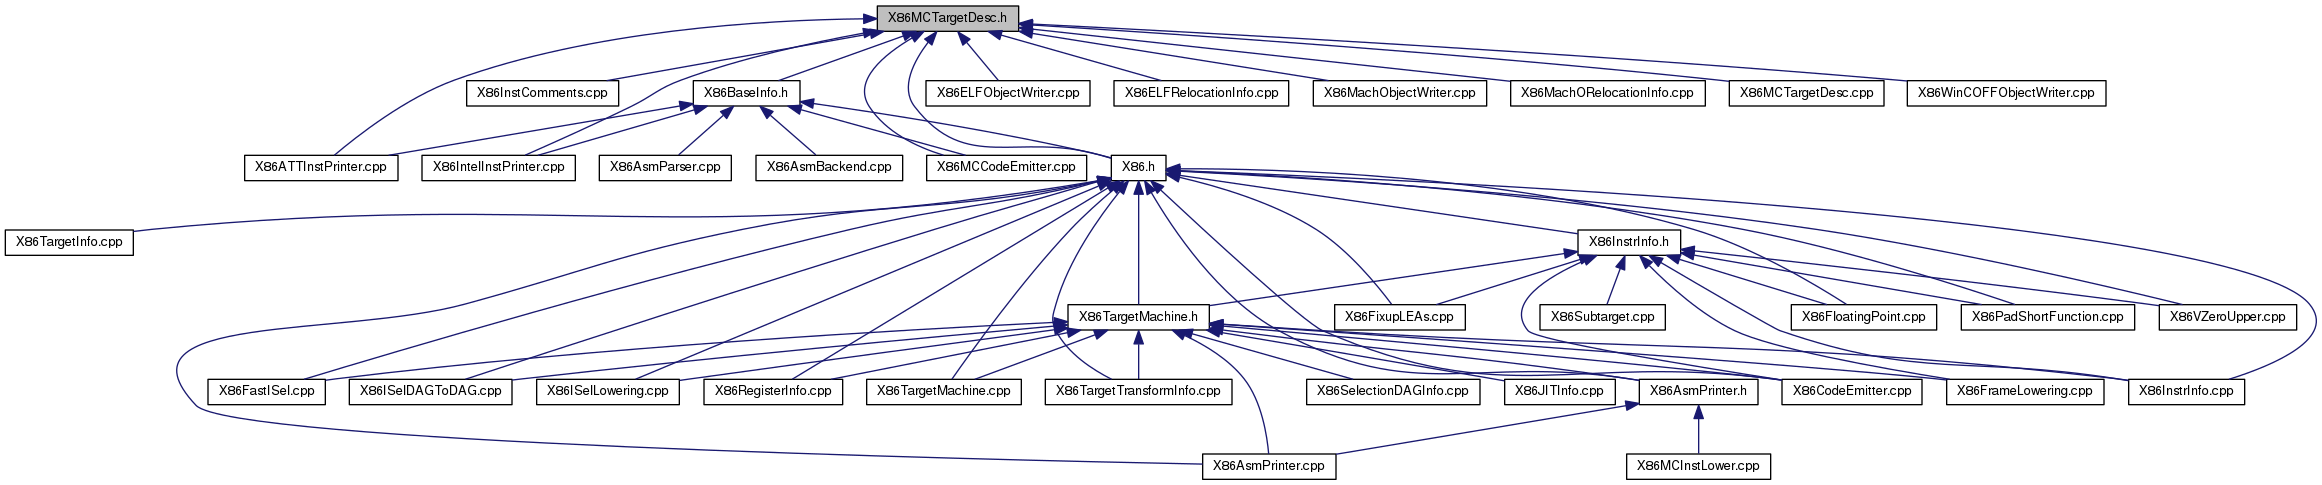 X86MCTargetDesc.h
X86InstComments.cpp
X86BaseInfo.h
X86ELFObjectWriter.cpp
X86ELFRelocationInfo.cpp
X86MachObjectWriter.cpp
X86MachORelocationInfo.cpp
X86MCTargetDesc.cpp
X86WinCOFFObjectWriter.cpp
X86ATTInstPrinter.cpp
X86IntelInstPrinter.cpp
X86AsmParser.cpp
X86AsmBackend.cpp
X86MCCodeEmitter.cpp
X86.h
X86TargetInfo.cpp
X86InstrInfo.h
X86TargetMachine.h
X86FixupLEAs.cpp
X86Subtarget.cpp
X86FloatingPoint.cpp
X86PadShortFunction.cpp
X86VZeroUpper.cpp
X86FastISel.cpp
X86ISelDAGToDAG.cpp
X86ISelLowering.cpp
X86RegisterInfo.cpp
X86TargetMachine.cpp
X86TargetTransformInfo.cpp
X86SelectionDAGInfo.cpp
X86JITInfo.cpp
X86AsmPrinter.h
X86CodeEmitter.cpp
X86FrameLowering.cpp
X86InstrInfo.cpp
X86AsmPrinter.cpp
X86MCInstLower.cpp